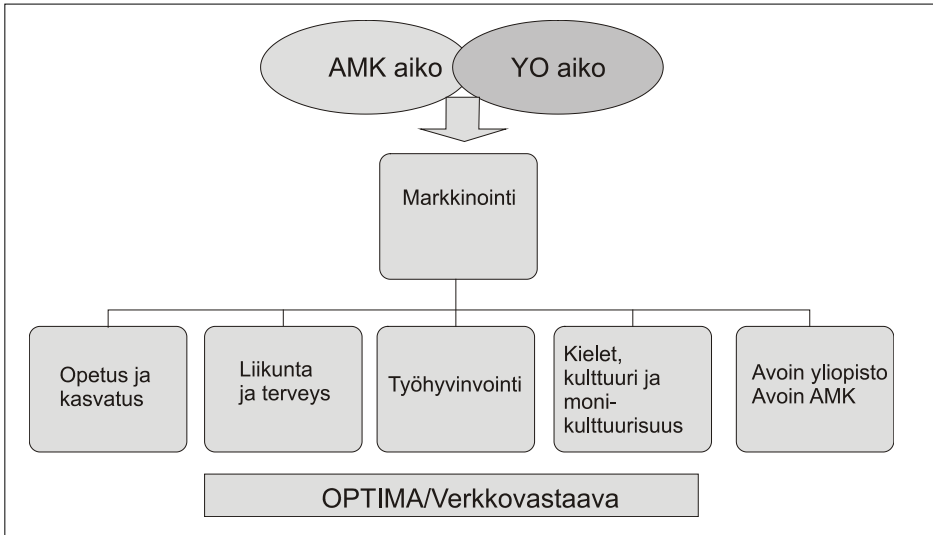 AMK aiko
YO aiko
Markkinointi
Opetus ja
kasvatus
Liikunta
ja terveys
Työhyvinvointi
Kielet,
kulttuuri ja
moni-
kulttuurisuus
Avoin yliopisto
Avoin AMK
OPTIMA/Verkkovastaava